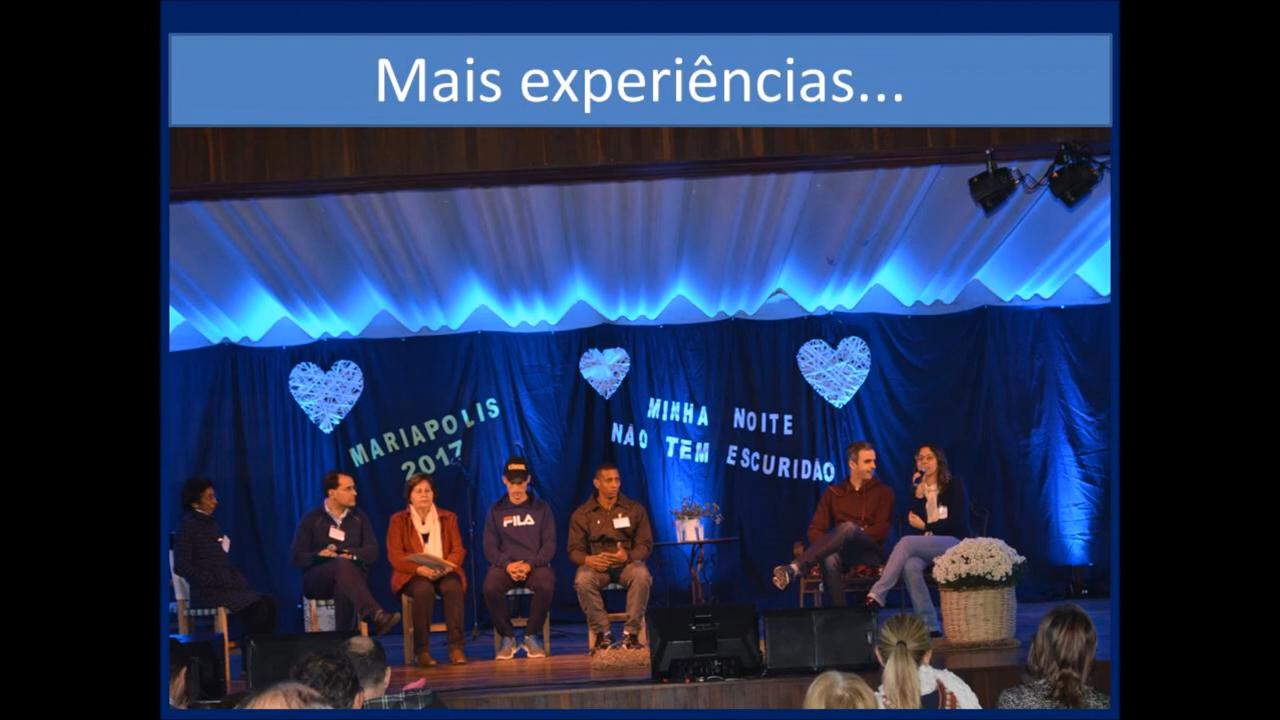 Mais experiências...
MARIAPOLIS
2017
MINHA NOITE
NÃO TEM ESCURIDÃO
FILA